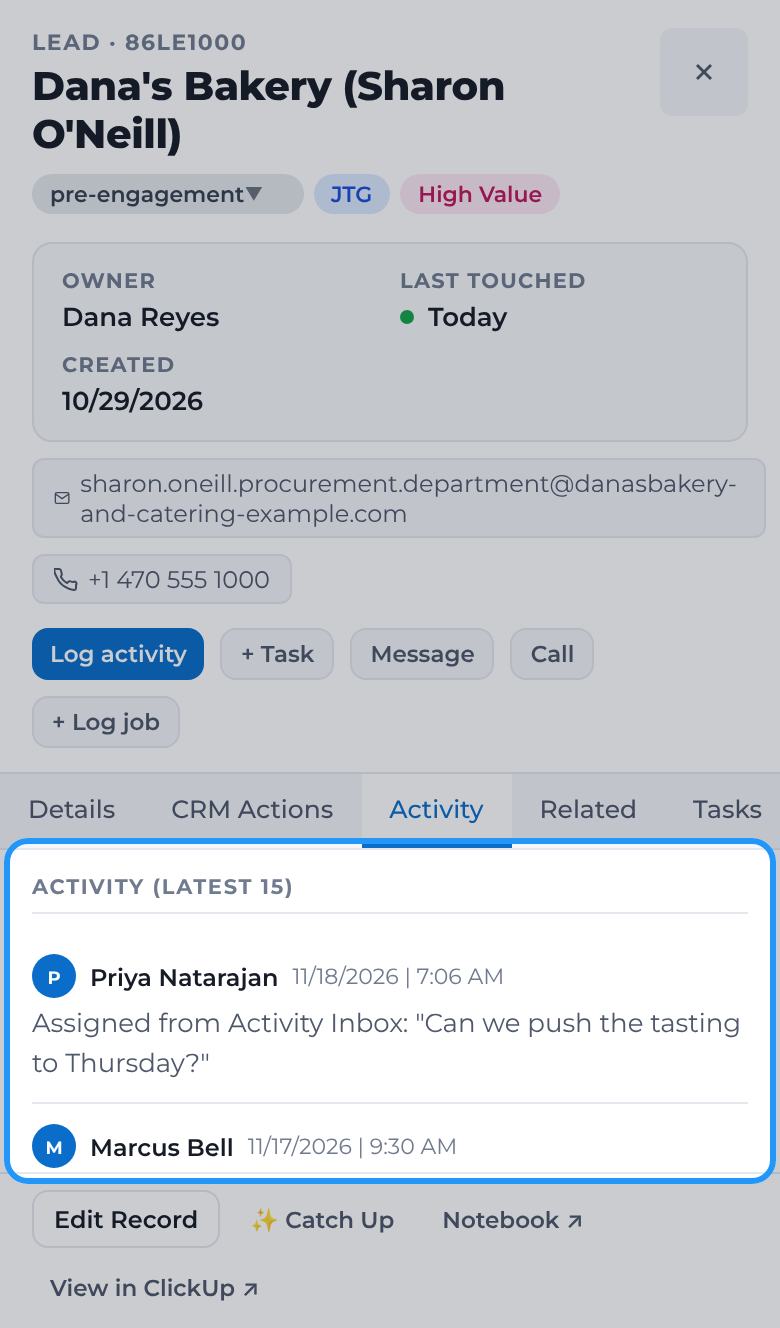 LEAD · 86LE1000
Dana's Bakery (Sharon
O'Neill)
×
pre-engagement▼ JTG High Value
OWNER LAST TOUCHED
Dana Reyes Today
CREATED
10/29/2026
sharon.oneill.procurement.department@danasbakery-
and-catering-example.com
+1 470 555 1000
Log activity + Task Message Call
+ Log job
Details CRM Actions Activity Related Tasks
ACTIVITY (LATEST 15)
P Priya Natarajan 11/18/2026 | 7:06 AM
Assigned from Activity Inbox: "Can we push the tasting
to Thursday?"
M Marcus Bell 11/17/2026 | 9:30 AM
Edit Record ✨ Catch Up Notebook ↗
View in ClickUp ↗